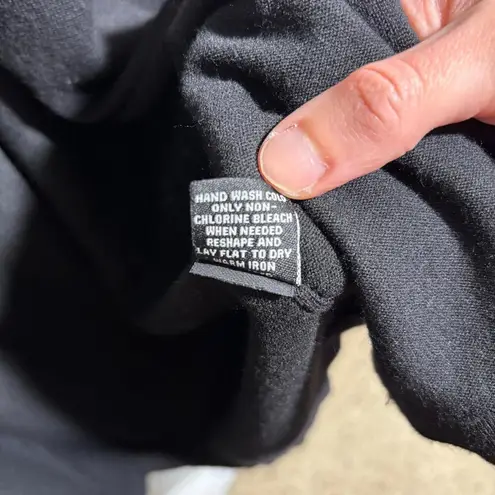 HAND WASH COLD
ONLY NON-
CHLORINE BLEACH
WHEN NEEDED
RESHAPE AND
LAY FLAT TO DRY
WARM IRON